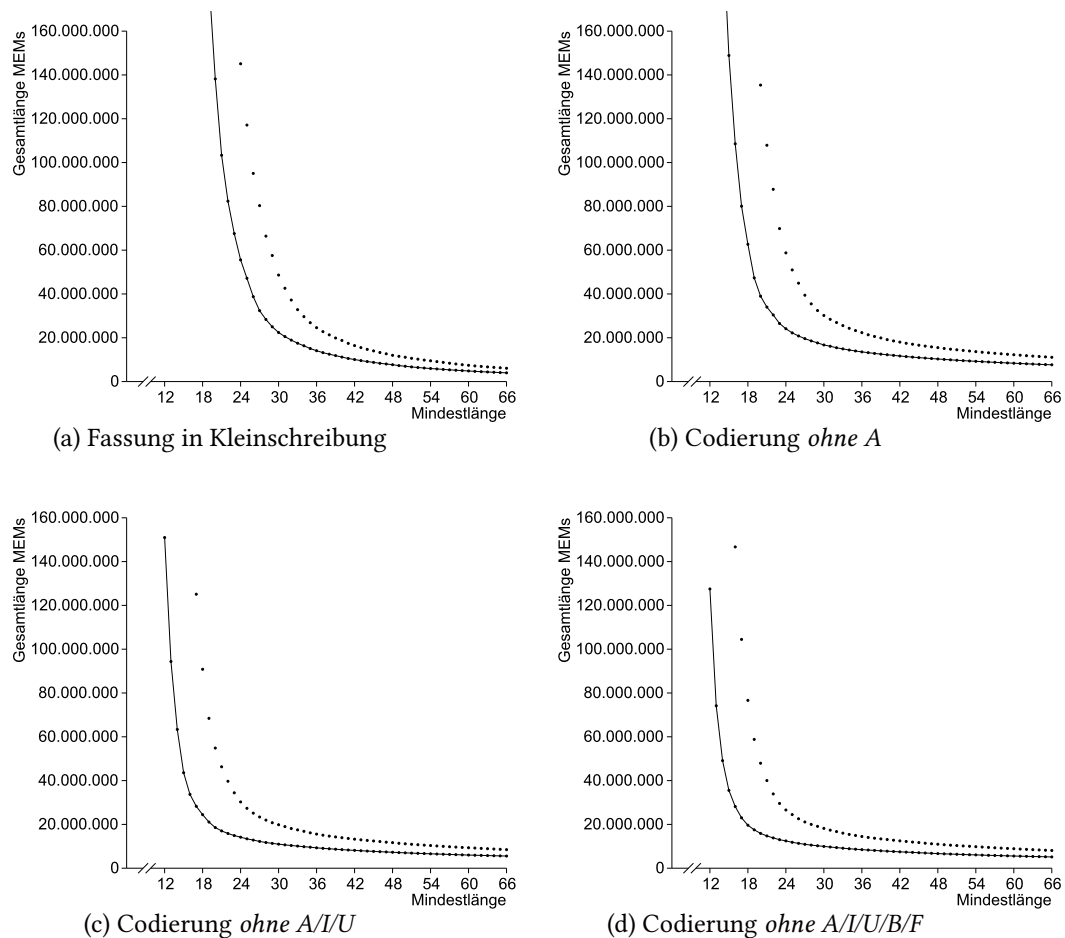 Gesamtlänge MEMs
160.000.000
140.000.000
120.000.000
100.000.000
80.000.000
60.000.000
40.000.000
20.000.000
0
12 18 24 30 36 42 48 54 60 66
Mindestlänge
(a) Fassung in Kleinschreibung
Gesamtlänge MEMs
160.000.000
140.000.000
120.000.000
100.000.000
80.000.000
60.000.000
40.000.000
20.000.000
0
12 18 24 30 36 42 48 54 60 66
Mindestlänge
(b) Codierung ohne A
Gesamtlänge MEMs
160.000.000
140.000.000
120.000.000
100.000.000
80.000.000
60.000.000
40.000.000
20.000.000
0
12 18 24 30 36 42 48 54 60 66
Mindestlänge
(c) Codierung ohne A/I/U
Gesamtlänge MEMs
160.000.000
140.000.000
120.000.000
100.000.000
80.000.000
60.000.000
40.000.000
20.000.000
0
12 18 24 30 36 42 48 54 60 66
Mindestlänge
(d) Codierung ohne A/I/U/B/F